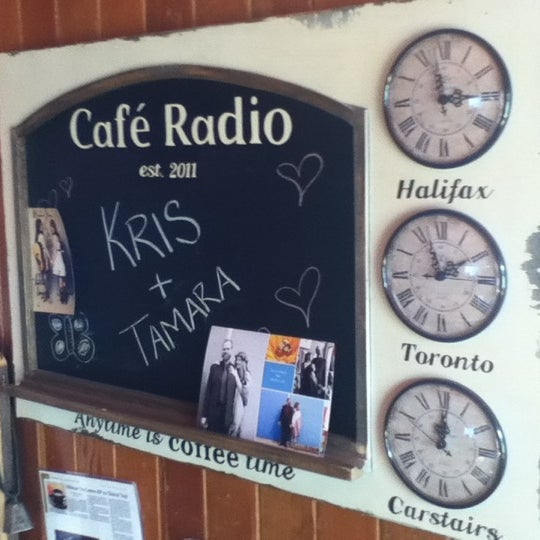 Café Radio
est. 2011
KRIS
+
TAMARA
Anytime is coffee time
Halifax
Toronto
Carstairs